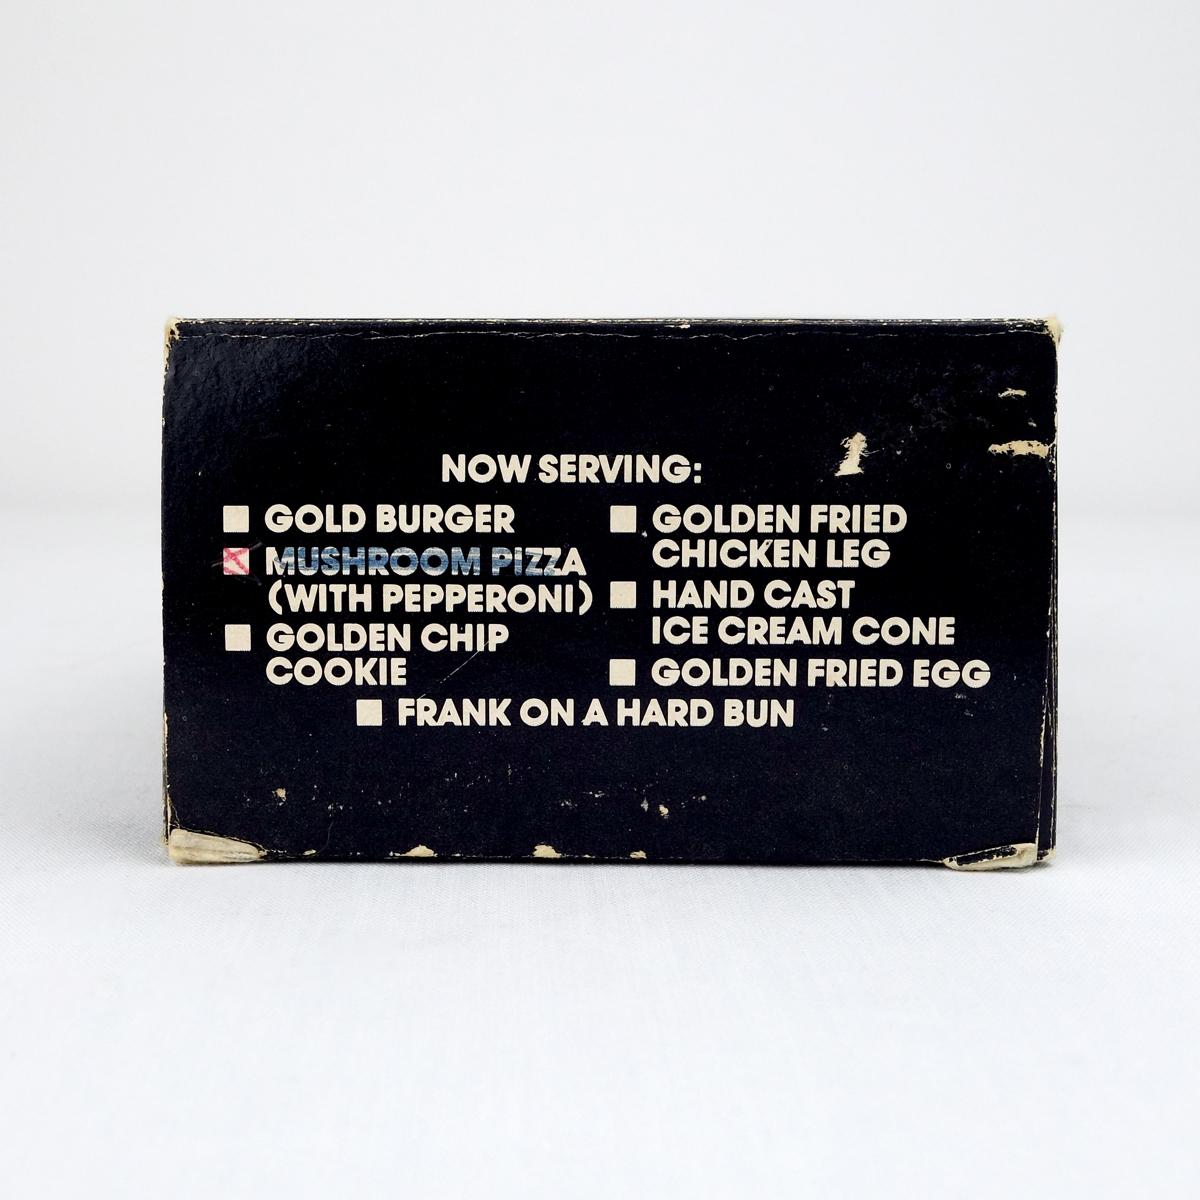 NOW SERVING:
GOLD BURGER
MUSHROOM PIZZA
(WITH PEPPERONI)
GOLDEN CHIP
COOKIE
GOLDEN FRIED
CHICKEN LEG
HAND CAST
ICE CREAM CONE
GOLDEN FRIED EGG
FRANK ON A HARD BUN